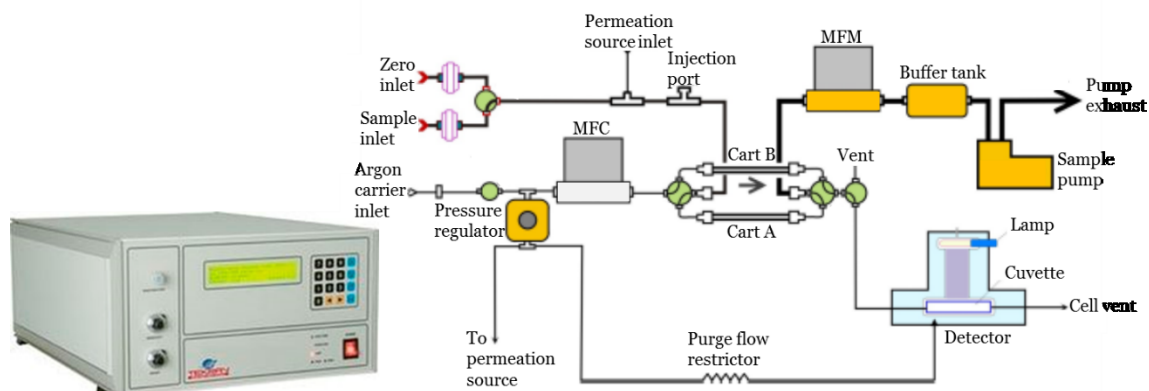 Permeation
source inlet
Injection
port
MFM
Buffer tank
Zero
inlet
Sample
inlet
Pump
exhaust
MFC
Cart B
Vent
Sample
pump
Argon
carrier
inlet
Pressure
regulator
Cart A
Lamp
Cuvette
Cell vent
Detector
To
permeation
source
Purge flow
restrictor
TEKRAN